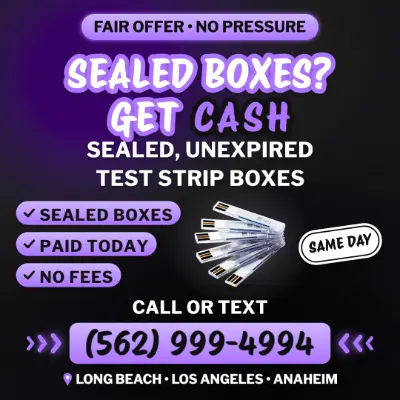 FAIR OFFER • NO PRESSURE
SEALED BOXES?
GET CASH
SEALED, UNEXPIRED
TEST STRIP BOXES
SEALED BOXES
PAID TODAY
NO FEES
SAME DAY
CALL OR TEXT
(562) 999-4994
LONG BEACH • LOS ANGELES • ANAHEIM